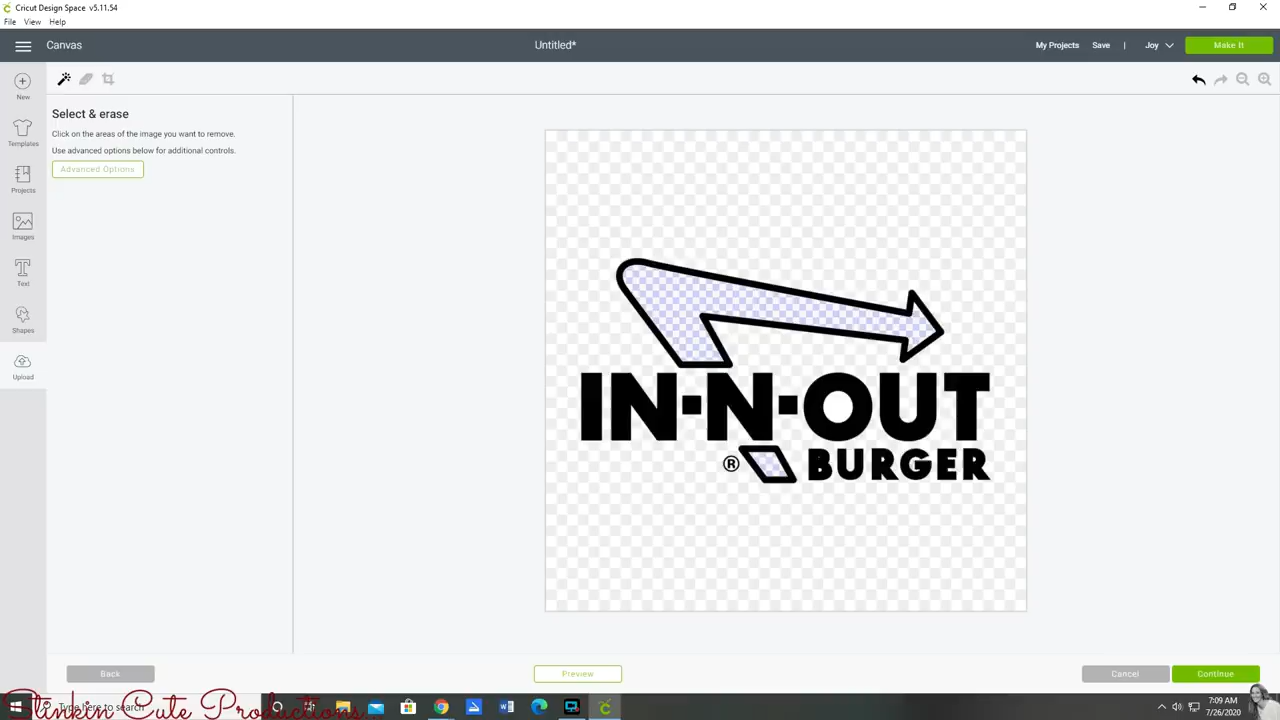 Cricut Design Space v5.11.54
File View Help
Canvas
Untitled*
My Projects Save | Joy Make It
New
Templates
Projects
Images
Text
Shapes
Upload
Select & erase
Click on the areas of the image you want to remove.
Use advanced options below for additional controls.
Advanced Options
IN·N·OUT
® BURGER
Back
Preview
Cancel
Continue
Type here to search
Stinkin Cute Productions...
7:09 AM
7/26/2020